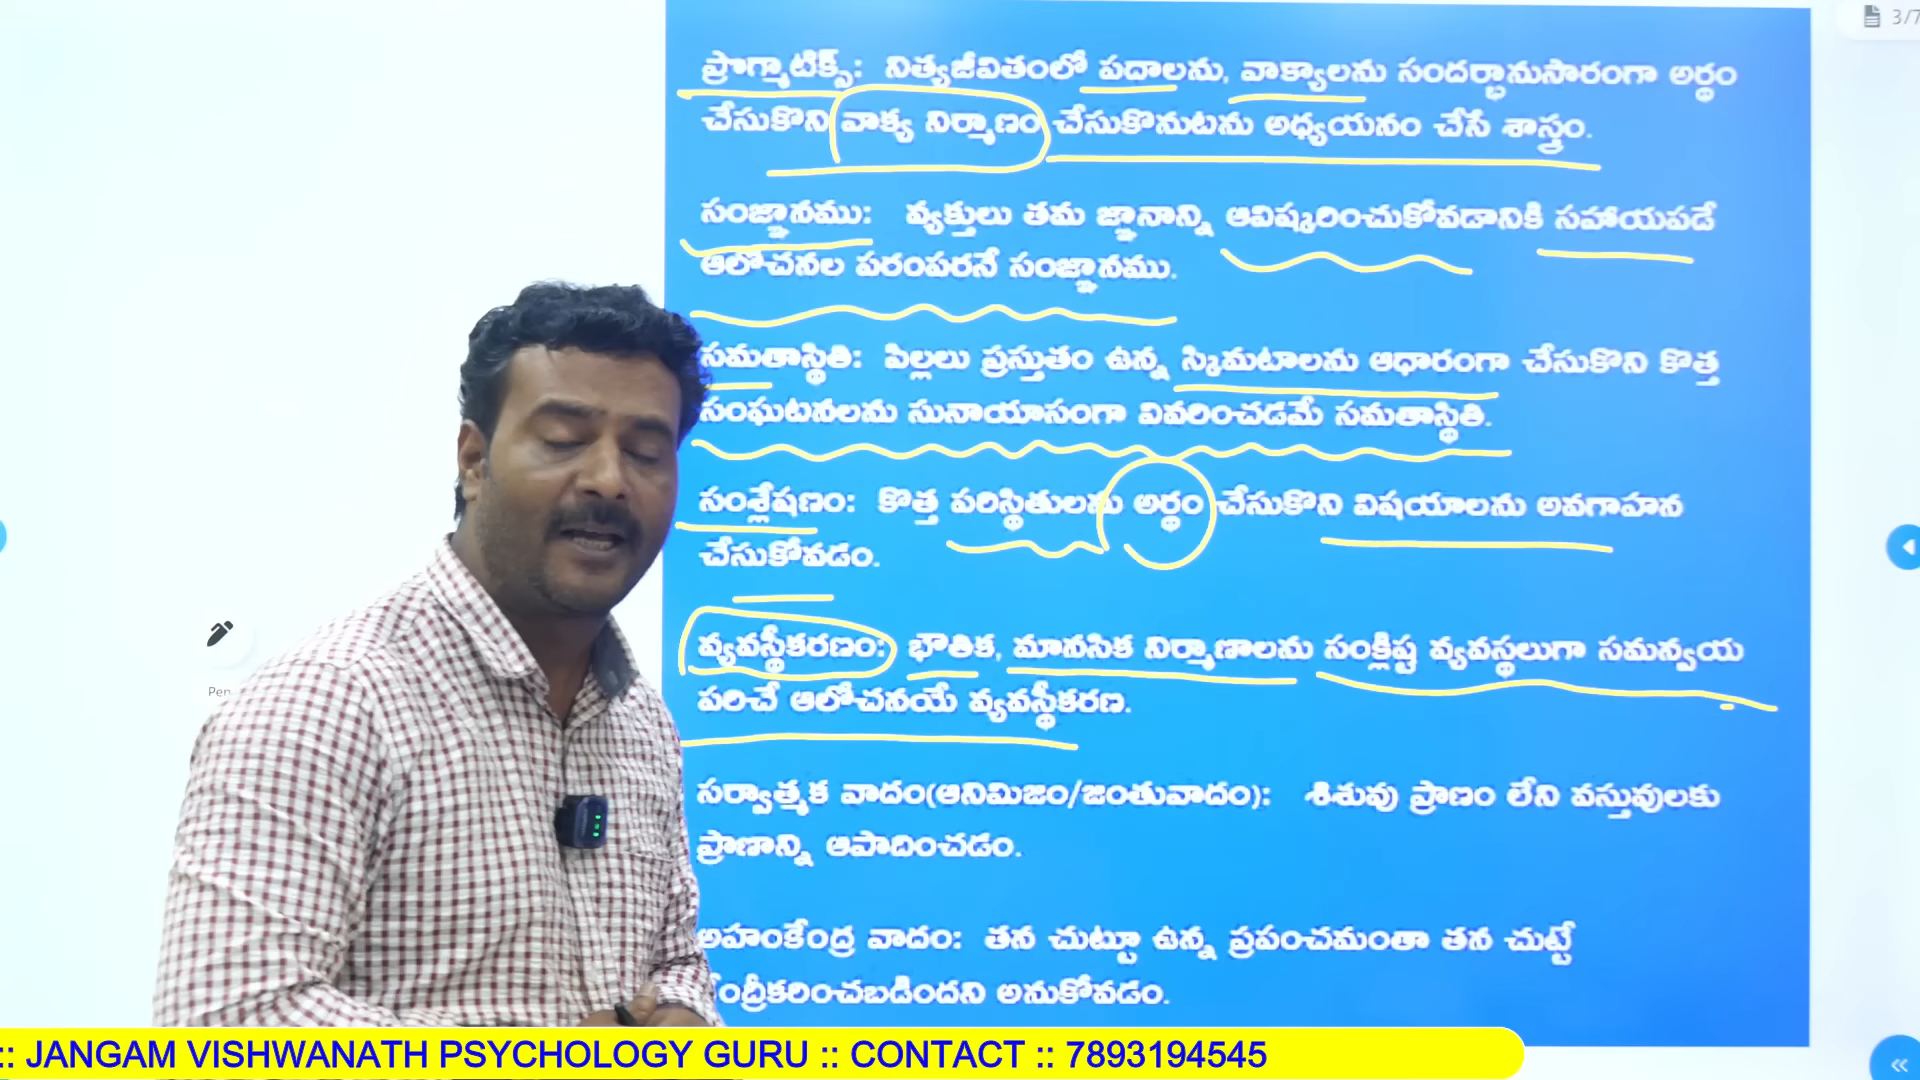 3/7
ప్రాగ్మాటిక్స్: నిత్యజీవితంలో పదాలను, వాక్యాలను సందర్భానుసారంగా అర్థం
చేసుకొని వాక్య నిర్మాణం చేసుకొనుటను అధ్యయనం చేసే శాస్త్రం.
సంజ్ఞానము: వ్యక్తులు తమ జ్ఞానాన్ని ఆవిష్కరించుకోవడానికి సహాయపడే
ఆలోచనల పరంపరనే సంజ్ఞానము.
సమతాస్థితి: పిల్లలు ప్రస్తుతం ఉన్న స్కిమటాలను ఆధారంగా చేసుకొని కొత్త
సంఘటనలను సునాయాసంగా వివరించడమే సమతాస్థితి.
సంశ్లేషణం: కొత్త పరిస్థితులను అర్థం చేసుకొని విషయాలను అవగాహన
చేసుకోవడం.
వ్యవస్థీకరణం: భౌతిక, మానసిక నిర్మాణాలను సంక్లిష్ట వ్యవస్థలుగా సమన్వయ
పరిచే ఆలోచనయే వ్యవస్థీకరణ.
Pen
సర్వాత్మక వాదం(ఆనిమిజం/జంతువాదం): శిశువు ప్రాణం లేని వస్తువులకు
ప్రాణాన్ని ఆపాదించడం.
అహంకేంద్ర వాదం: తన చుట్టూ ఉన్న ప్రపంచమంతా తన చుట్టే
కేంద్రీకరించబడిందని అనుకోవడం.
:: JANGAM VISHWANATH PSYCHOLOGY GURU :: CONTACT :: 7893194545